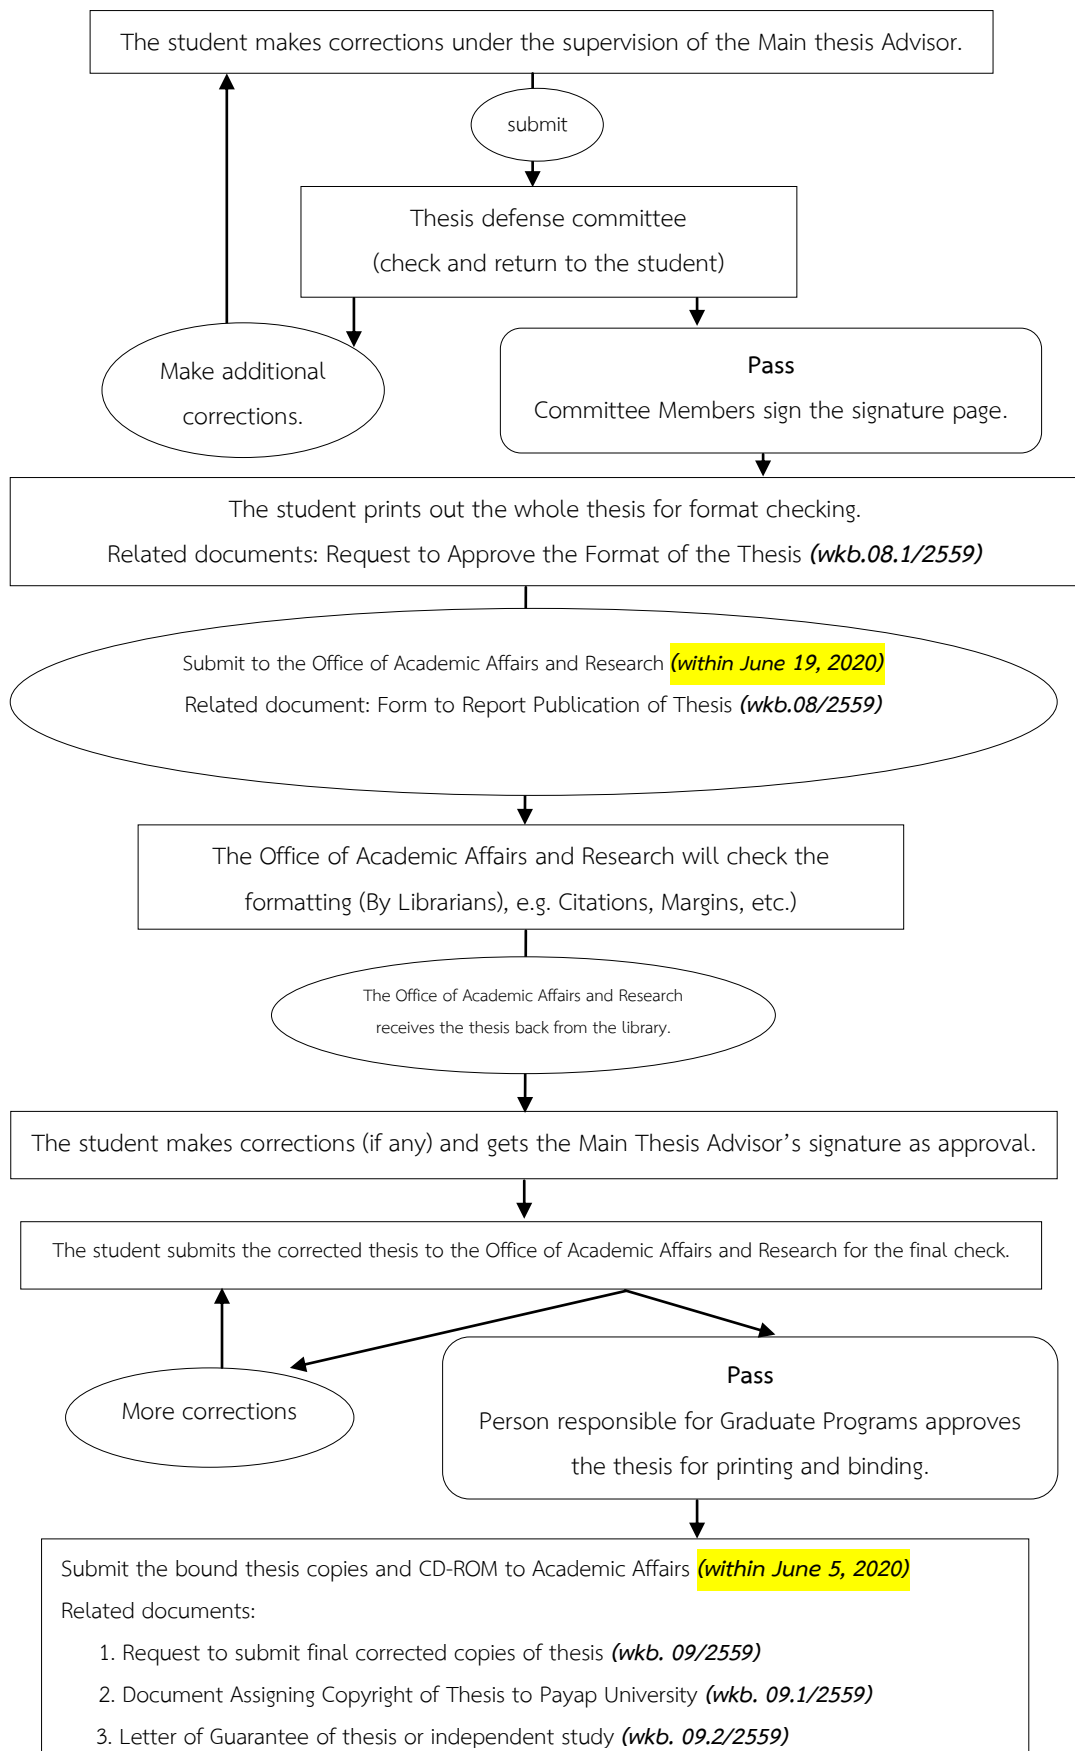 The student makes corrections under the supervision of the Main thesis Advisor.
submit
Thesis defense committee
(check and return to the student)
Make additional
corrections.
Pass
Committee Members sign the signature page.
The student prints out the whole thesis for format checking.
Related documents: Request to Approve the Format of the Thesis (wkb.08.1/2559)
Submit to the Office of Academic Affairs and Research (within June 19, 2020)
Related document: Form to Report Publication of Thesis (wkb.08/2559)
The Office of Academic Affairs and Research will check the
formatting (By Librarians), e.g. Citations, Margins, etc.)
The Office of Academic Affairs and Research
receives the thesis back from the library.
The student makes corrections (if any) and gets the Main Thesis Advisor's signature as approval.
The student submits the corrected thesis to the Office of Academic Affairs and Research for the final check.
More corrections
Pass
Person responsible for Graduate Programs approves
the thesis for printing and binding.
Submit the bound thesis copies and CD-ROM to Academic Affairs (within June 5, 2020)
Related documents:
1. Request to submit final corrected copies of thesis (wkb. 09/2559)
2. Document Assigning Copyright of Thesis to Payap University (wkb. 09.1/2559)
3. Letter of Guarantee of thesis or independent study (wkb. 09.2/2559)